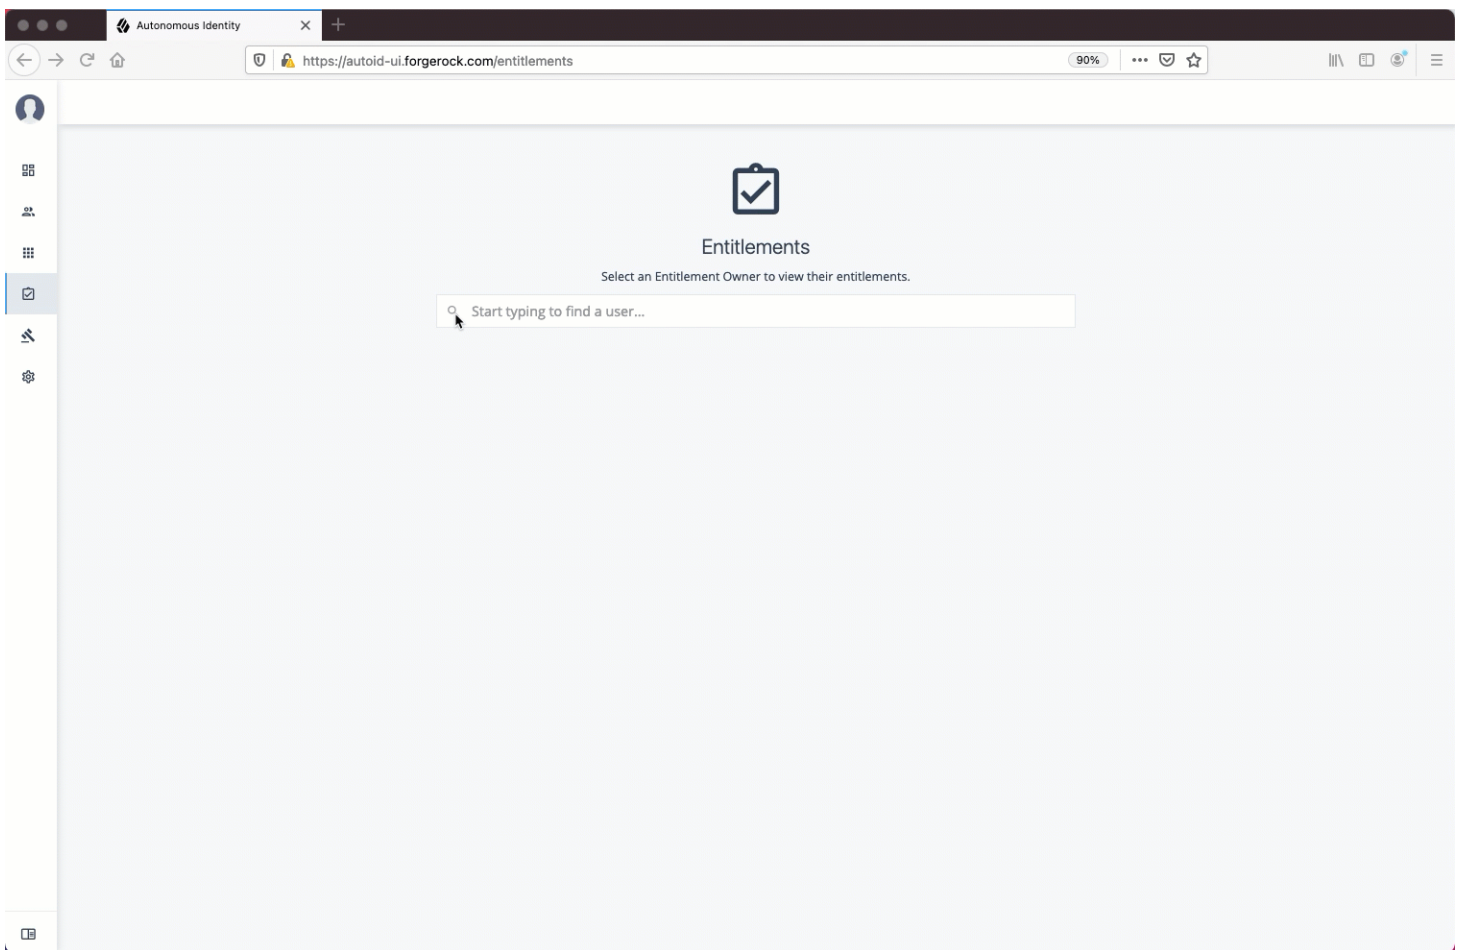 Autonomous Identity
https://autoid-ui.forgerock.com/entitlements
90%
Entitlements
Select an Entitlement Owner to view their entitlements.
Start typing to find a user...